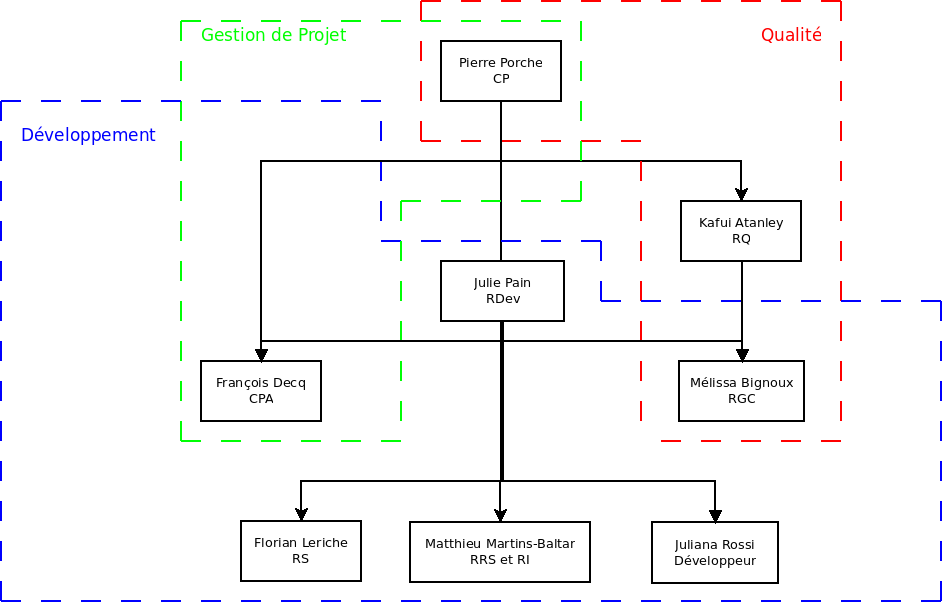 Gestion de Projet
Qualité
Pierre Porche
CP
Développement
Kafui Atanley
RQ
Julie Pain
RDev
François Decq
CPA
Mélissa Bignoux
RGC
Florian Leriche
RS
Matthieu Martins-Baltar
RRS et RI
Juliana Rossi
Développeur